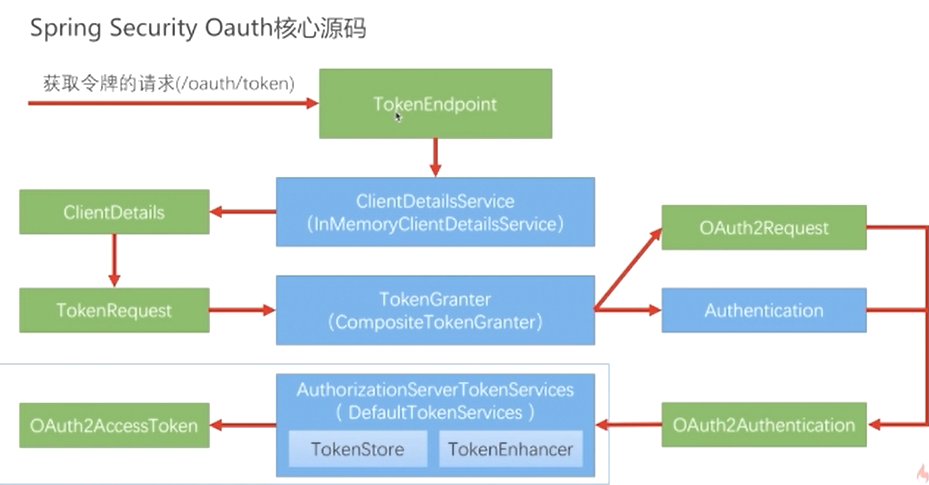 Spring Security Oauth核心源码
获取令牌的请求(/oauth/token)
TokenEndpoint
ClientDetailsService
（InMemoryClientDetailsService）
ClientDetails
OAuth2Request
TokenGranter
（CompositeTokenGranter）
TokenRequest
Authentication
AuthorizationServerTokenServices
（ DefaultTokenServices ）
TokenStore
TokenEnhancer
OAuth2AccessToken
OAuth2Authentication